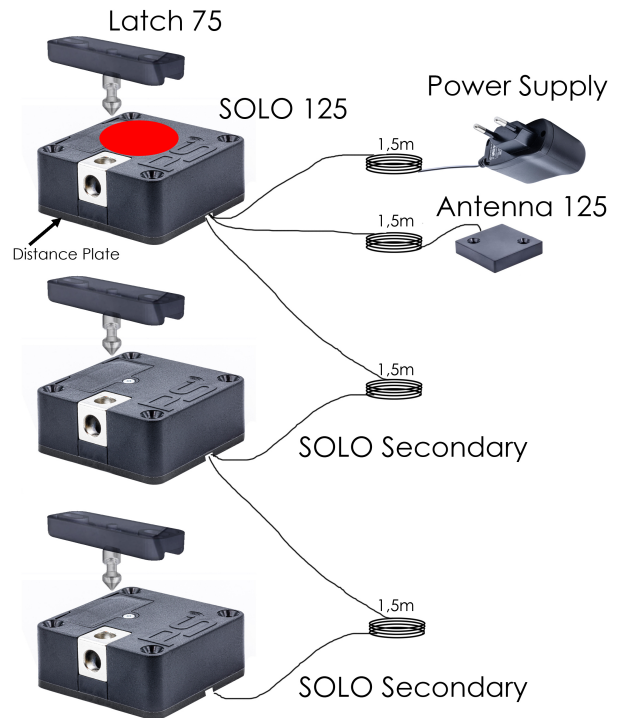 Latch 75
SOLO 125
Power Supply
1,5m
1,5m
Antenna 125
Distance Plate
1,5m
SOLO Secondary
1,5m
SOLO Secondary